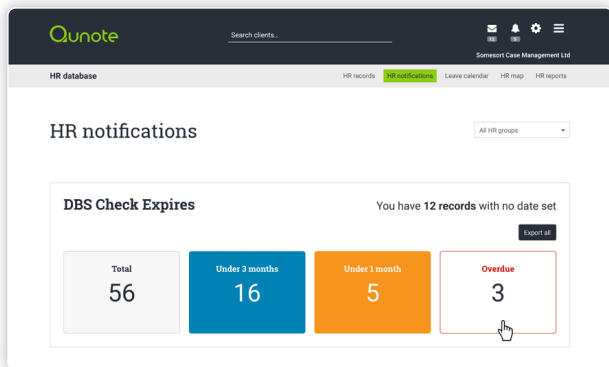 Qunote
Search clients..
12 5
Somesort Case Management Ltd
HR database
HR records HR notifications Leave calendar HR map HR reports
HR notifications
All HR groups
DBS Check Expires
You have 12 records with no date set
Export all
Total Under 3 months Under 1 month Overdue
56 16 5 3